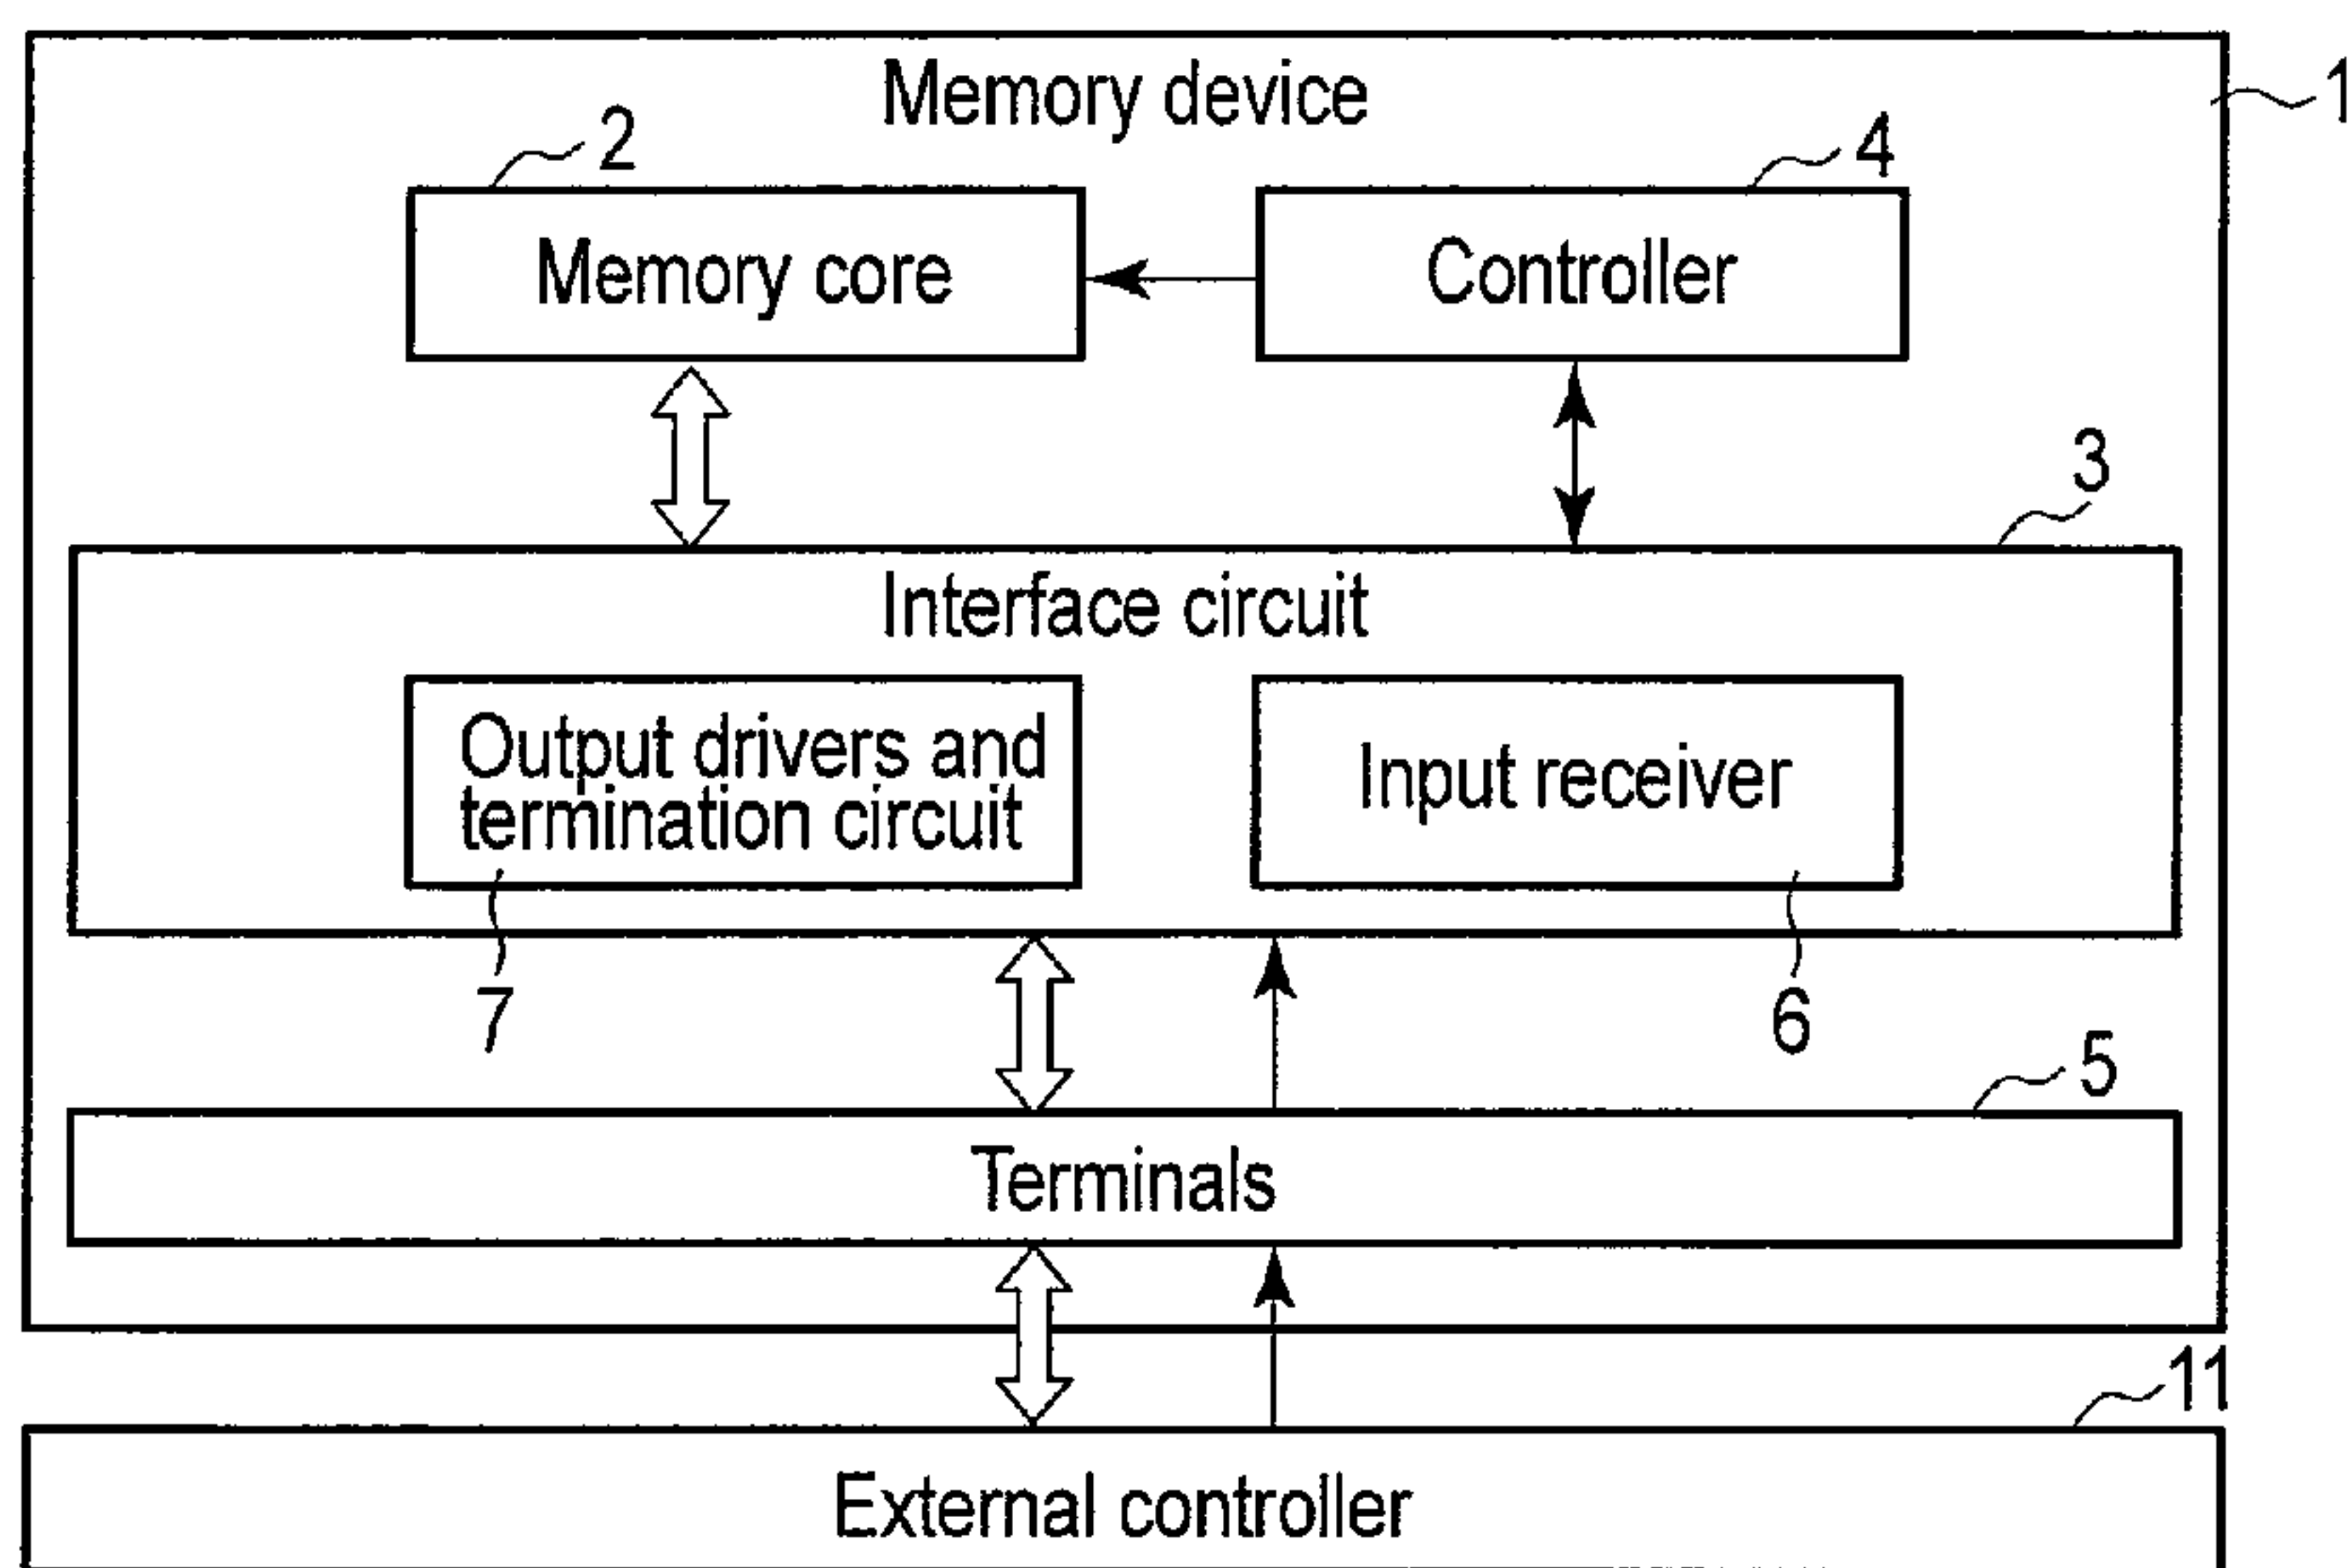 Memory device
1
2
4
Memory core
Controller
3
Interface circuit
Output drivers and
termination circuit
Input receiver
7
6
5
Terminals
11
External controller